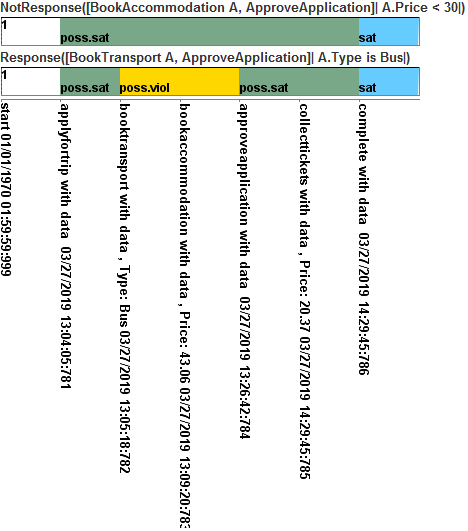 NotResponse([BookAccommodation A, ApproveApplication]| A.Price < 30|)
1
poss.sat sat
Response([BookTransport A, ApproveApplication]| A.Type is Bus|)
1
poss.sat poss.viol poss.sat sat
start 01/01/1970 01:59:59:999
applyfortrip with data 03/27/2019 13:04:05:781
booktransport with data , Type: Bus 03/27/2019 13:05:18:782
bookaccommodation with data , Price: 43.06 03/27/2019 13:09:20:783
approveapplication with data 03/27/2019 13:26:42:784
collecttickets with data , Price: 20.37 03/27/2019 14:29:45:785
complete with data 03/27/2019 14:29:45:786